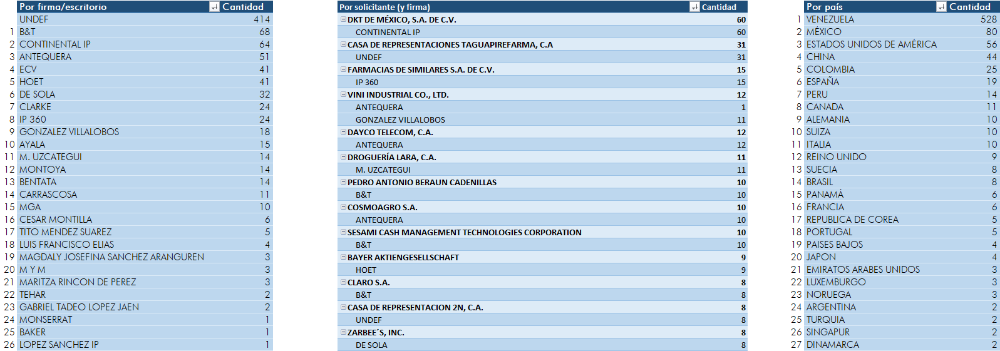 Por firma/escritorio Cantidad
UNDEF 414
1 B&T 68
2 CONTINENTAL IP 64
3 ANTEQUERA 51
4 ECV 41
5 HOET 41
6 DE SOLA 32
7 CLARKE 24
8 IP 360 24
9 GONZALEZ VILLALOBOS 18
10 AYALA 15
11 M. UZCATEGUI 14
12 MONTOYA 14
13 BENTATA 14
14 CARRASCOSA 11
15 MGA 10
16 CESAR MONTILLA 6
17 TITO MENDEZ SUAREZ 5
18 LUIS FRANCISCO ELIAS 4
19 MAGDALY JOSEFINA SANCHEZ ARANGUREN 3
20 M Y M 3
21 MARITZA RINCON DE PEREZ 3
22 TEHAR 2
23 GABRIEL TADEO LOPEZ JAEN 2
24 MONSERRAT 1
25 BAKER 1
26 LOPEZ SANCHEZ IP 1
Por solicitante (y firma) Cantidad
DKT DE MÉXICO, S.A. DE C.V. 60
CONTINENTAL IP 60
CASA DE REPRESENTACIONES TAGUAPIREFARMA, C.A 31
UNDEF 31
FARMACIAS DE SIMILARES S.A. DE C.V. 15
IP 360 15
VINI INDUSTRIAL CO., LTD. 12
ANTEQUERA 1
GONZALEZ VILLALOBOS 11
DAYCO TELECOM, C.A. 12
ANTEQUERA 12
DROGUERÍA LARA, C.A. 11
M. UZCATEGUI 11
PEDRO ANTONIO BERAUN CADENILLAS 10
B&T 10
COSMOAGRO S.A. 10
ANTEQUERA 10
SESAMI CASH MANAGEMENT TECHNOLOGIES CORPORATION 10
B&T 10
BAYER AKTIENGESELLSCHAFT 9
HOET 9
CLARO S.A. 8
B&T 8
CASA DE REPRESENTACION 2N, C.A. 8
UNDEF 8
ZARBEE´S, INC. 8
DE SOLA 8
Por país Cantidad
1 VENEZUELA 528
2 MÉXICO 80
3 ESTADOS UNIDOS DE AMÉRICA 56
4 CHINA 44
5 COLOMBIA 25
6 ESPAÑA 19
7 PERU 14
8 CANADA 11
9 ALEMANIA 10
10 SUIZA 10
11 ITALIA 10
12 REINO UNIDO 9
13 SUECIA 8
14 BRASIL 8
15 PANAMÁ 6
16 FRANCIA 6
17 REPUBLICA DE COREA 5
18 PORTUGAL 5
19 PAISES BAJOS 4
20 JAPON 4
21 EMIRATOS ARABES UNIDOS 3
22 LUXEMBURGO 3
23 NORUEGA 3
24 ARGENTINA 2
25 TURQUIA 2
26 SINGAPUR 2
27 DINAMARCA 2